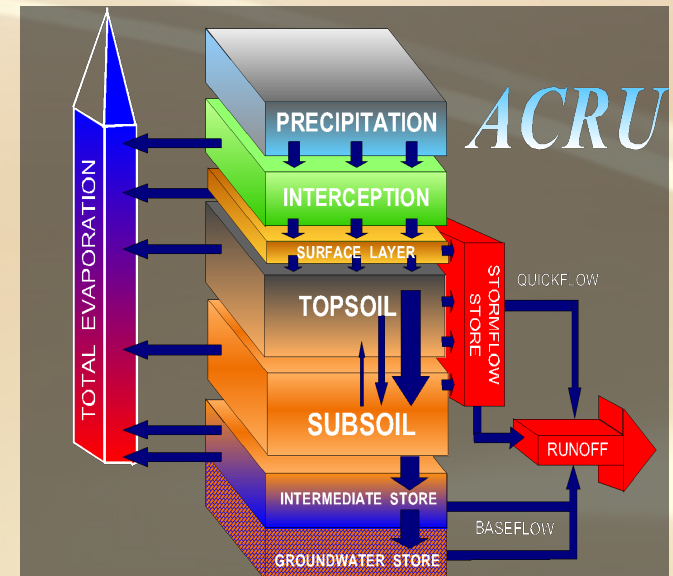 ACRU
PRECIPITATION
INTERCEPTION
SURFACE LAYER
TOPSOIL
SUBSOIL
INTERMEDIATE STORE
GROUNDWATER STORE
TOTAL EVAPORATION
STORMFLOW
STORE
QUICKFLOW
RUNOFF
BASEFLOW